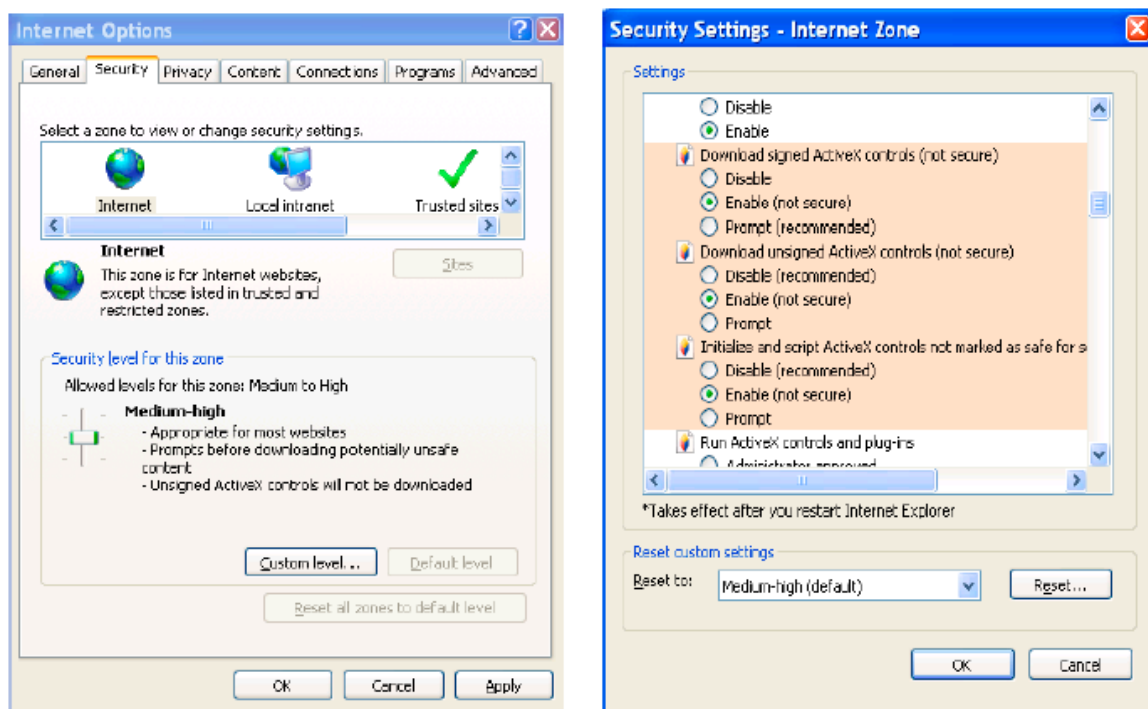 Internet Options
General Security Privacy Content Connections Programs Advanced
Select a zone to view or change security settings.
Internet Local intranet Trusted sites
Internet
Sites
This zone is for Internet websites,
except those listed in trusted and
restricted zones.
Security level for this zone
Allowed levels for this zone: Medium to High
Medium-high
- Appropriate for most websites
- Prompts before downloading potentially unsafe
content
- Unsigned ActiveX controls will not be downloaded
Custom level... Default level
Reset all zones to default level
OK Cancel Apply
Security Settings - Internet Zone
Settings
Disable
Enable
Download signed ActiveX controls (not secure)
Disable
Enable (not secure)
Prompt (recommended)
Download unsigned ActiveX controls (not secure)
Disable (recommended)
Enable (not secure)
Prompt
Initialize and script ActiveX controls not marked as safe for s
Disable (recommended)
Enable (not secure)
Prompt
Run ActiveX controls and plug-ins
Administrator approved
*Takes effect after you restart Internet Explorer
Reset custom settings
Reset to: Medium-high (default) Reset...
OK Cancel